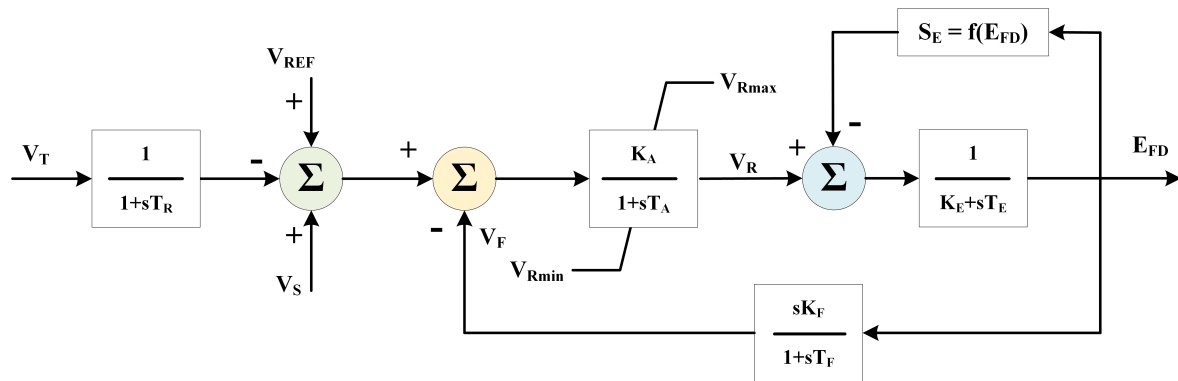 S_E = f(E_FD)
V_REF
+
V_Rmax
-
V_T
1
1+sT_R
-
Σ
+
Σ
K_A
1+sT_A
V_R
+
Σ
1
K_E+sT_E
E_FD
+
V_S
-
V_F
V_Rmin
sK_F
1+sT_F